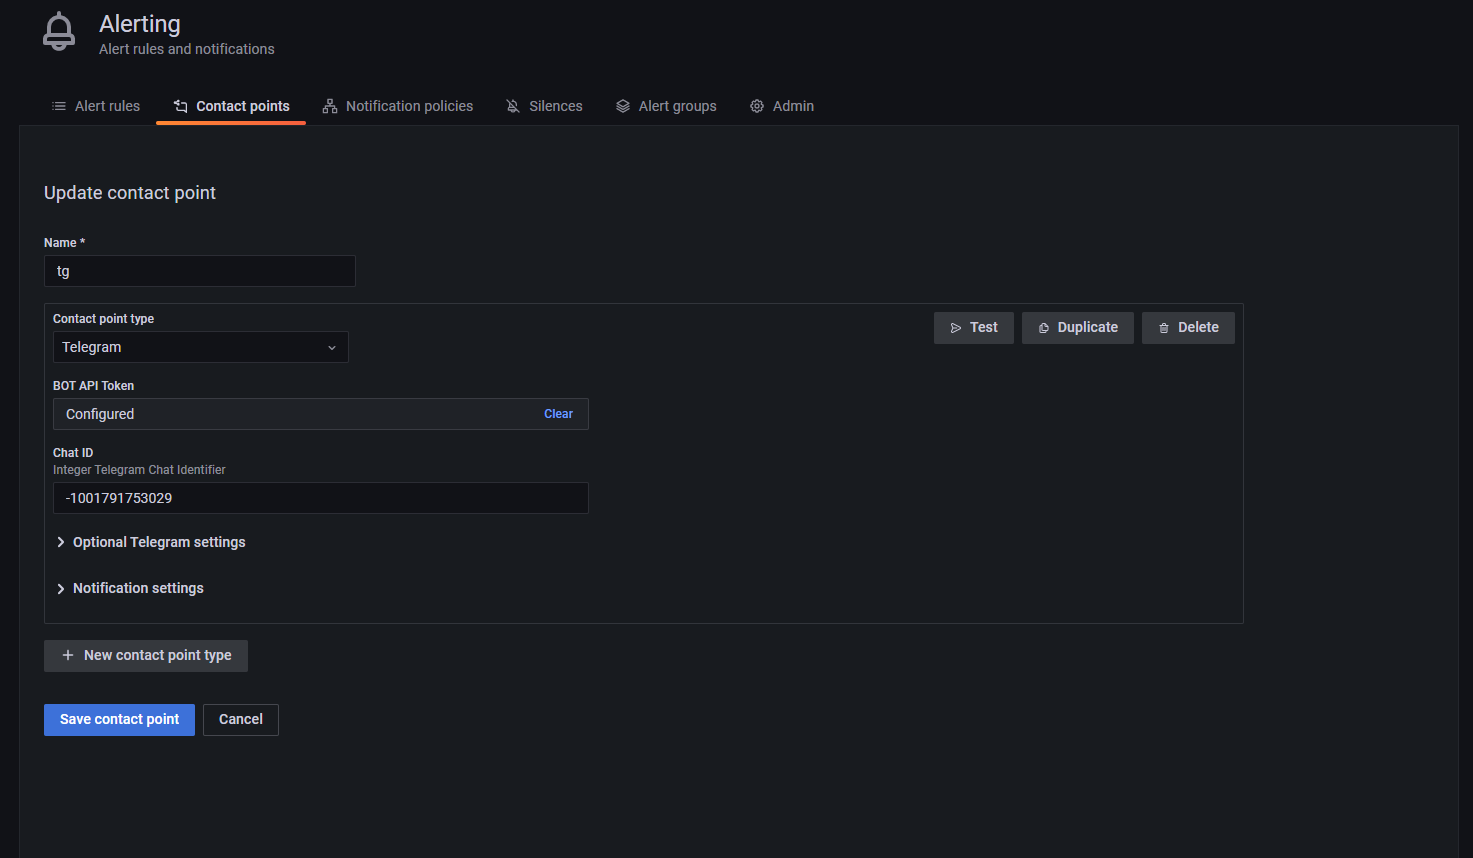 Alerting
Alert rules and notifications
Alert rules
Contact points
Notification policies
Silences
Alert groups
Admin
Update contact point
Name *
tg
Contact point type
Telegram
Test
Duplicate
Delete
BOT API Token
Configured
Clear
Chat ID
Integer Telegram Chat Identifier
-1001791753029
Optional Telegram settings
Notification settings
New contact point type
Save contact point
Cancel